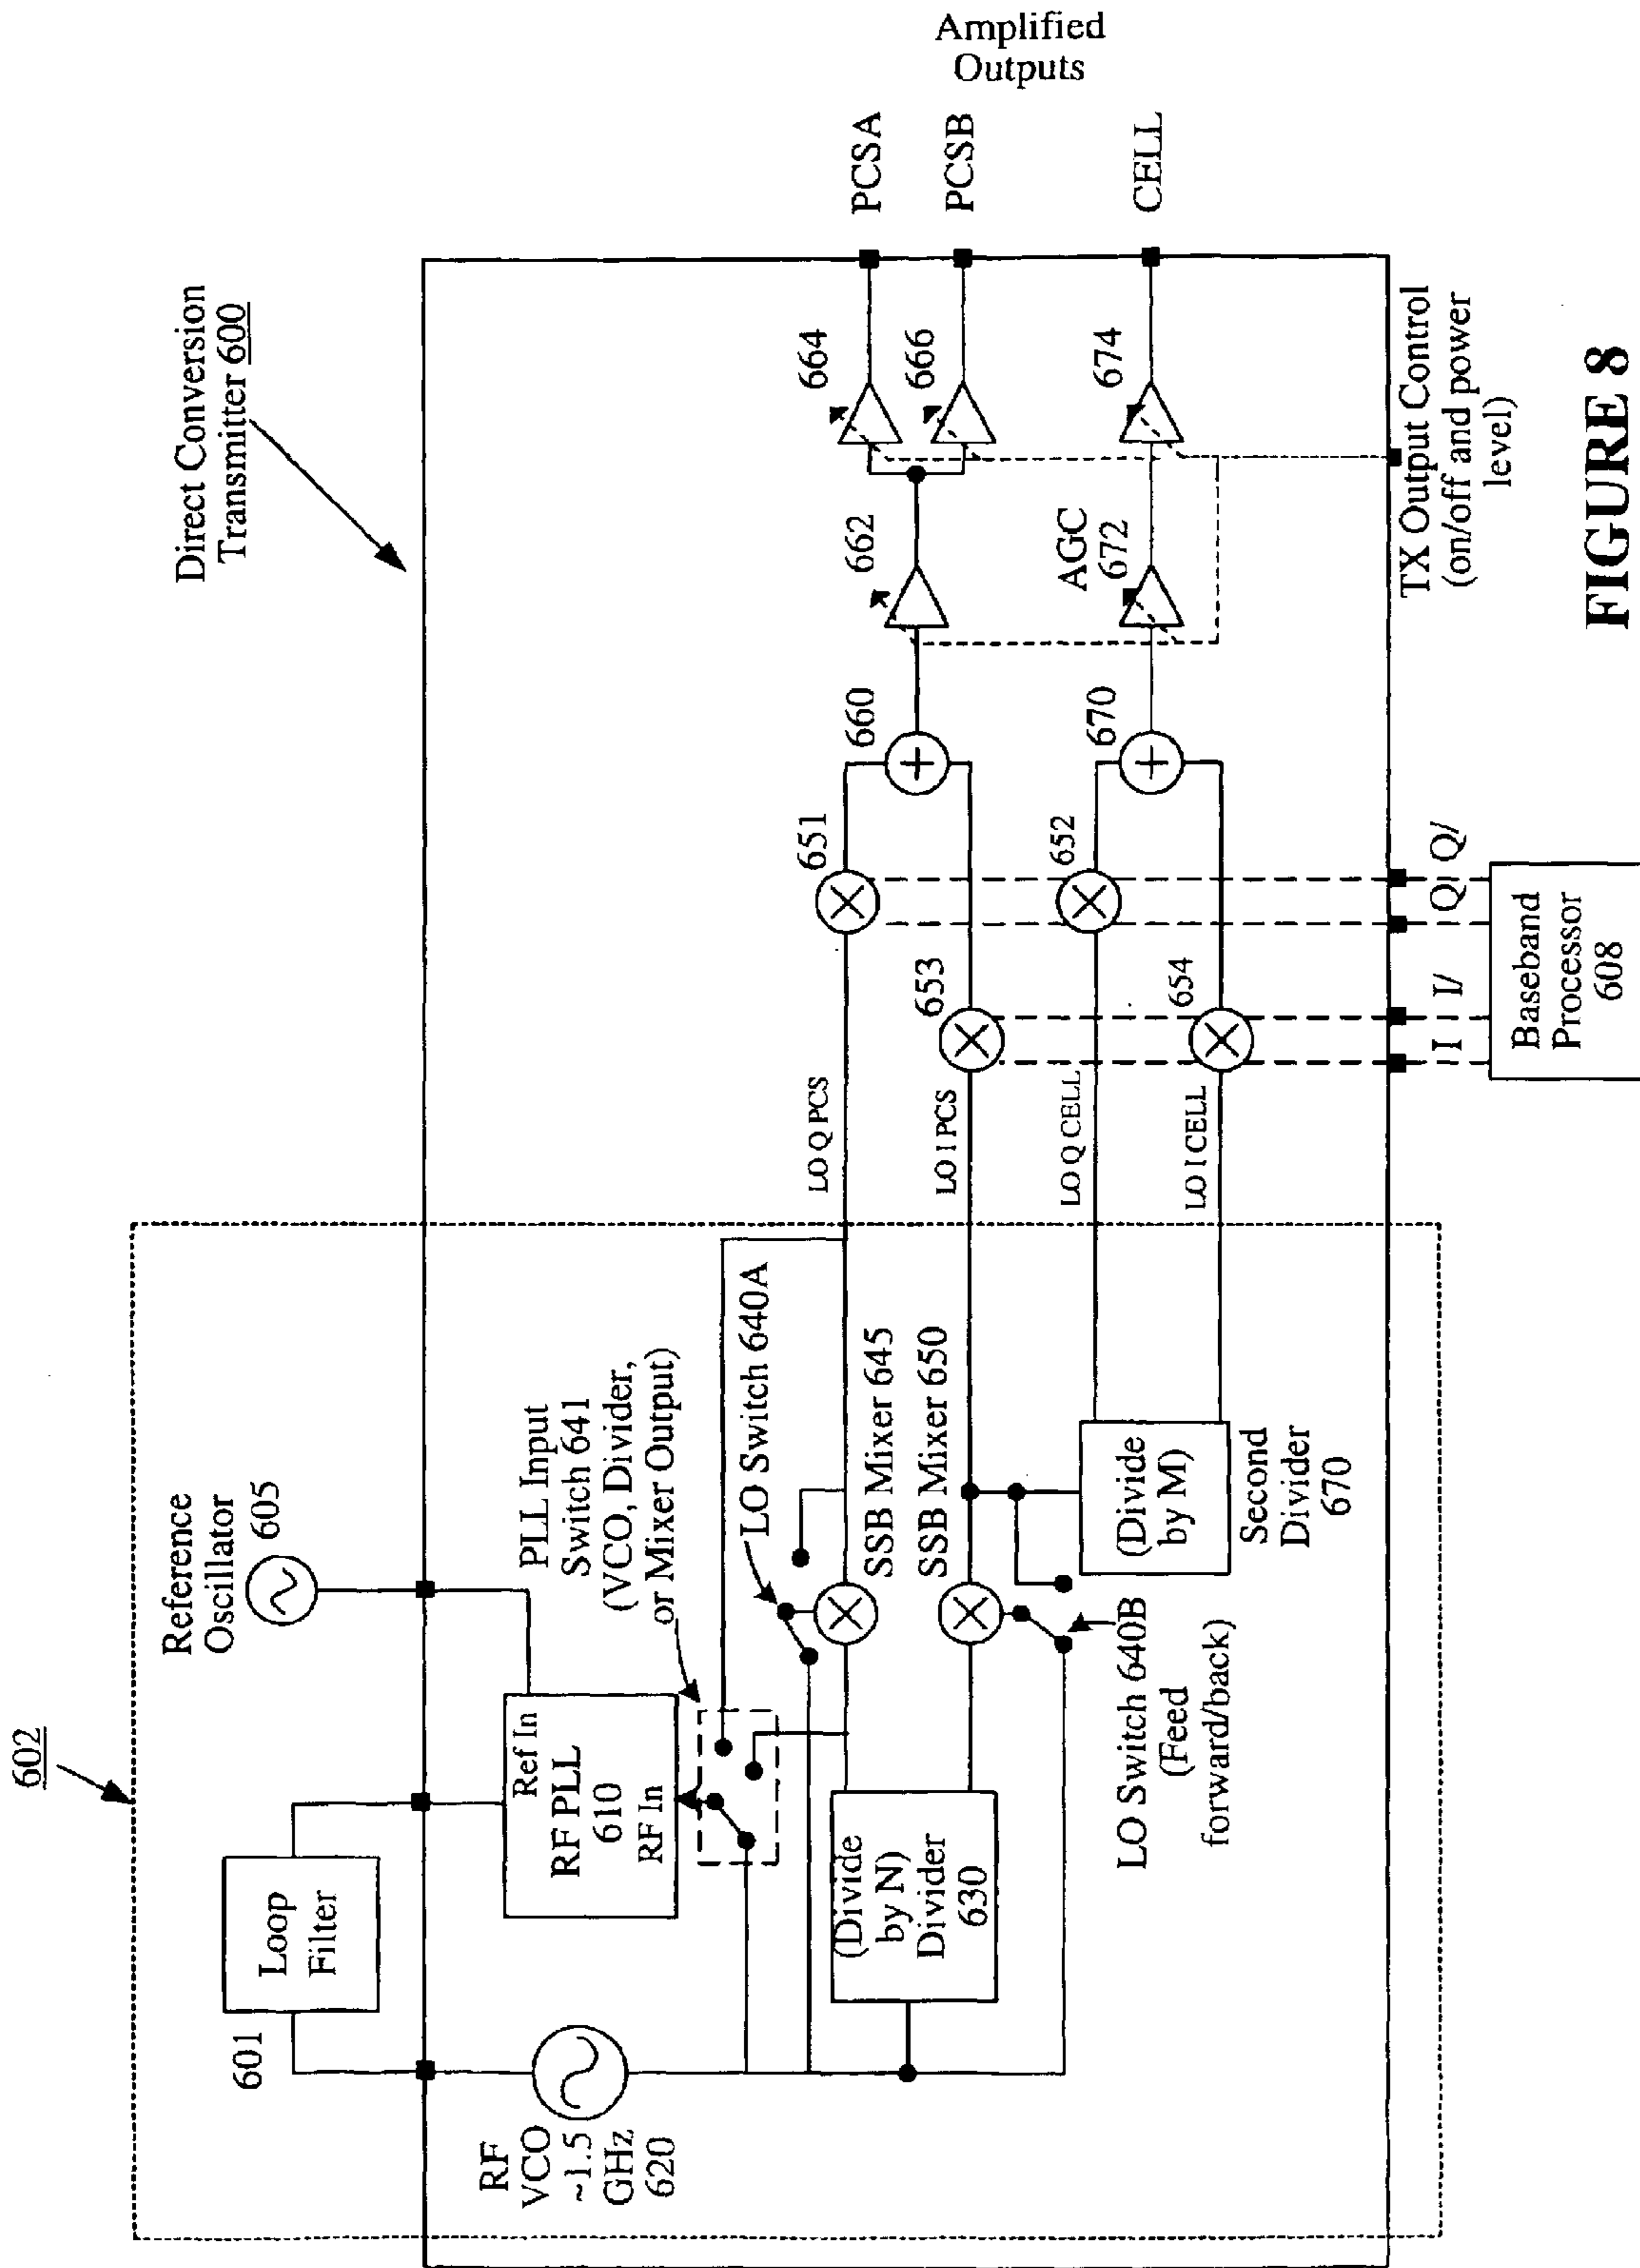 Direct Conversion
Transmitter 600
602
Reference
Oscillator 605
601
Loop
Filter
Ref In
RF PLL
610
RF In
PLL Input
Switch 641
(VCO, Divider,
or Mixer Output)
LO Switch 640A
RF
VCO
~1.5
GHz
620
(Divide
by N)
Divider
630
SSB Mixer 645
SSB Mixer 650
LO Switch 640B
(Feed
forward/back)
(Divide
by M)
Second
Divider
670
LO Q PCS
LO I PCS
LO Q CELL
LO I CELL
651
653
652
654
660
670
662
AGC
672
664
666
674
PCSA
PCSB
CELL
Amplified
Outputs
I I/ Q Q/
Baseband
Processor
608
TX Output Control
(on/off and power
level)
FIGURE 8